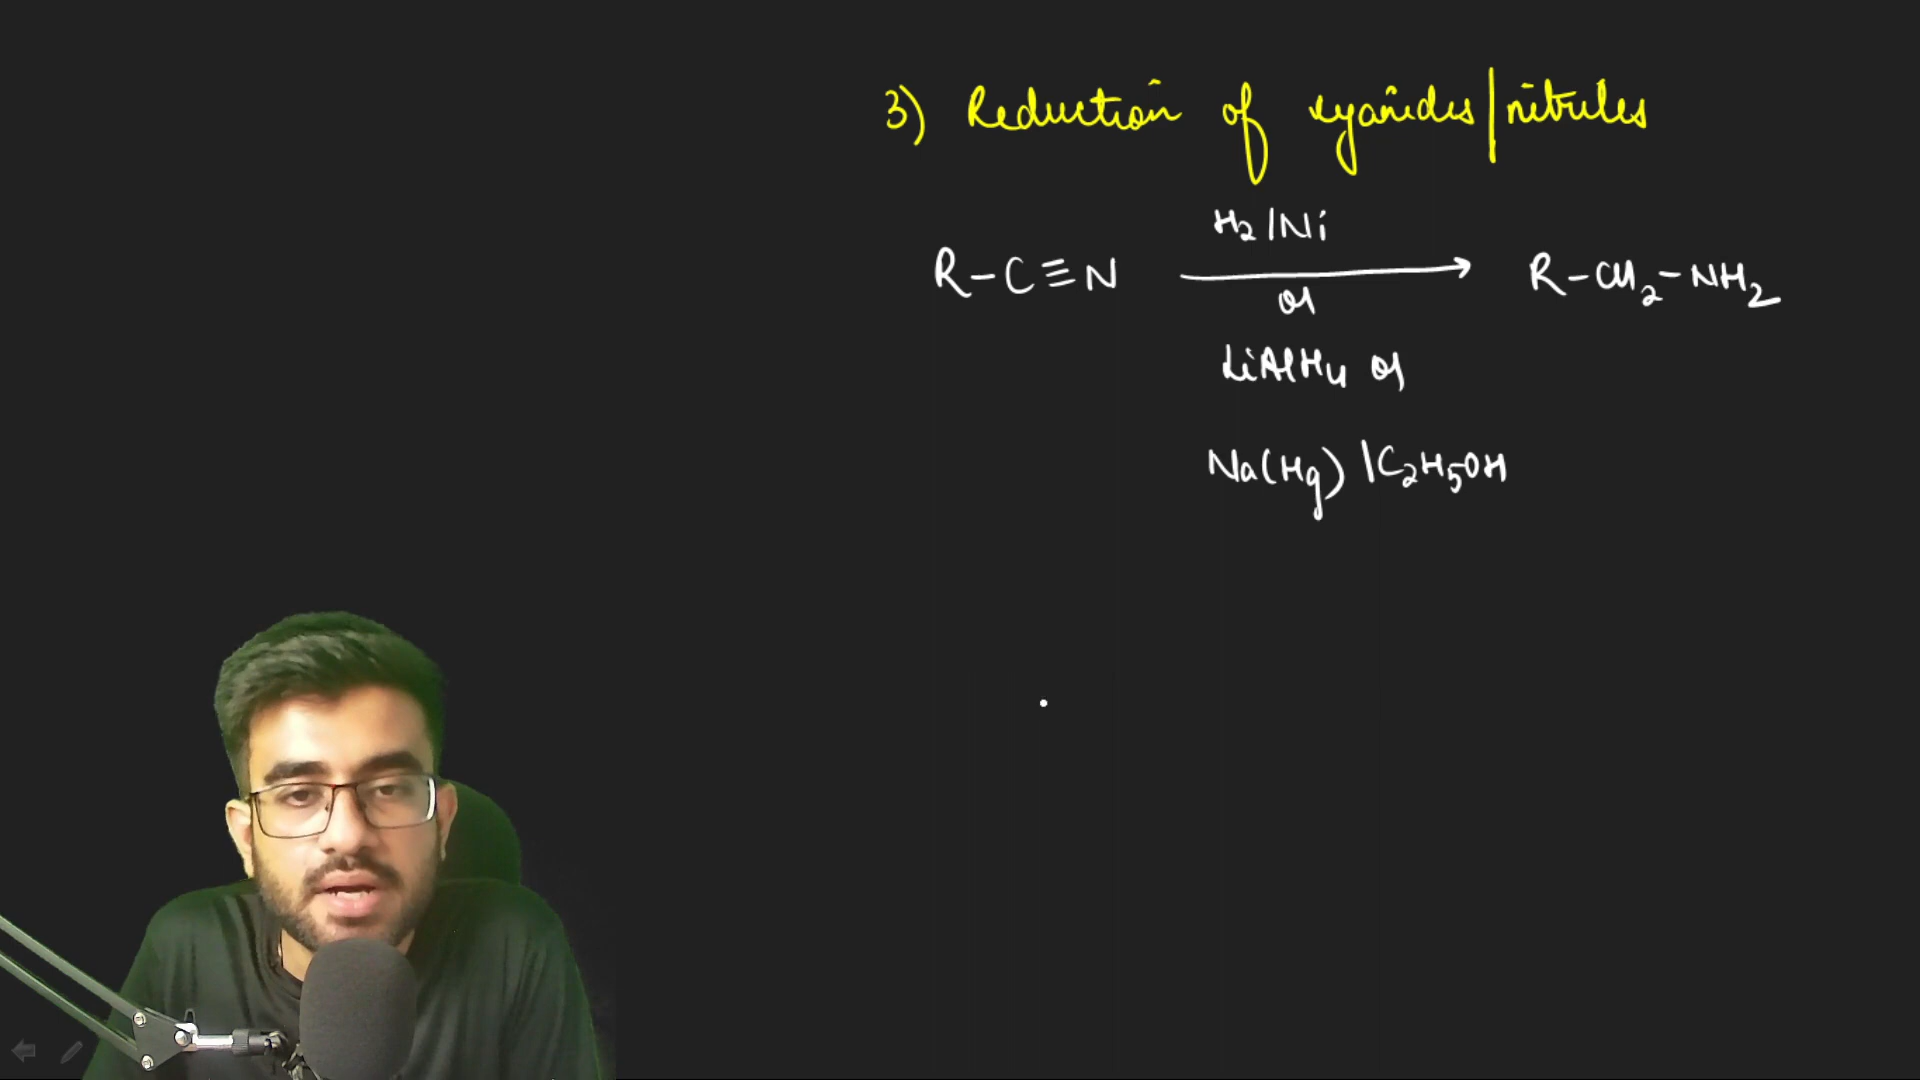 3) Reduction of cyanides/nitriles
H₂/Ni
R-C≡N → R-CH₂-NH₂
or
LiAlH₄ or
Na(Hg) / C₂H₅OH